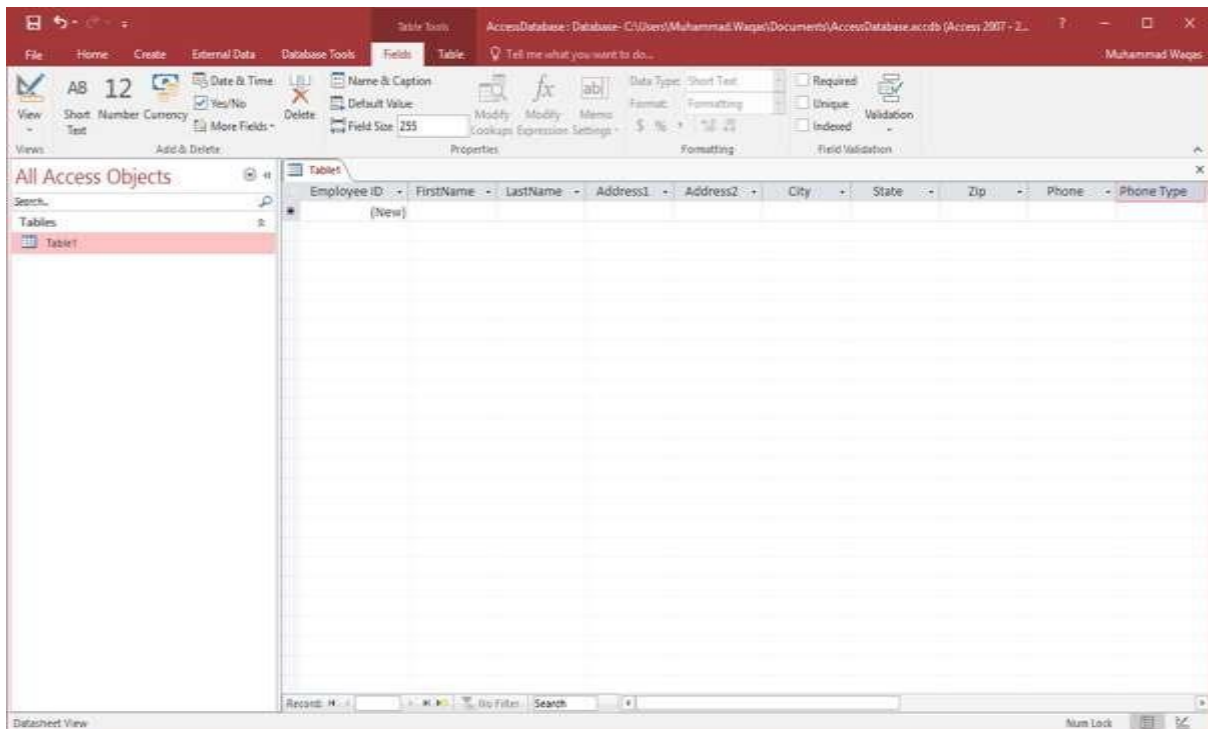 Table Tools AccessDatabase : Database- C:\Users\Muhammad Waqas\Documents\AccessDatabase.accdb (Access 2007 - 2... ?
File Home Create External Data Database Tools Fields Table Tell me what you want to do... Muhammad Waqas
View
AB Short Text
12 Number
Currency
Date & Time
Yes/No
More Fields
Delete
Name & Caption
Default Value
Field Size 255
Modify Lookups
fx Modify Expression
ab Memo Settings
Data Type: Short Text
Format: Formatting
$ % ,
Required
Unique
Indexed
Validation
Views Add & Delete Properties Formatting Field Validation
All Access Objects
Search...
Tables
Table1
Table1
Employee ID FirstName LastName Address1 Address2 City State Zip Phone Phone Type
(New)
Record: No Filter Search
Datasheet View Num Lock